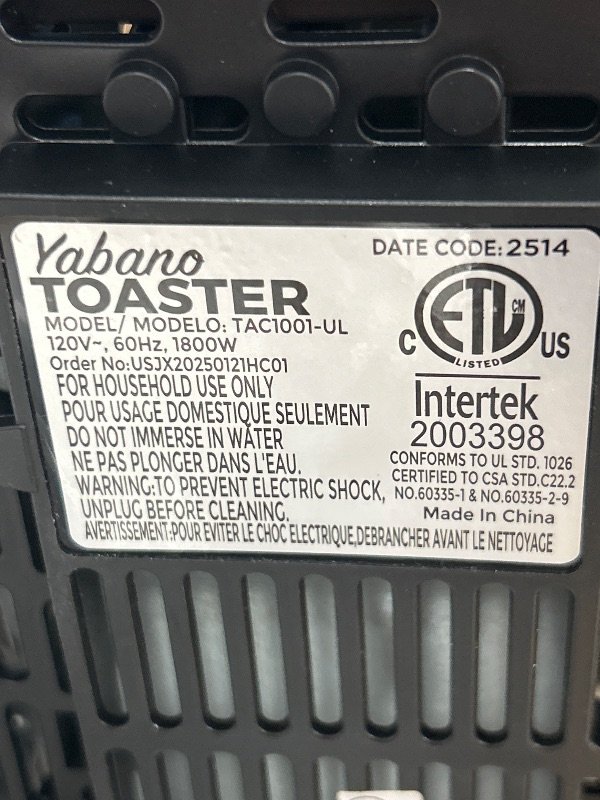 Yabano
DATE CODE:2514
TOASTER
MODEL/ MODELO: TAC1001-UL
120V~, 60Hz, 1800W
Order No:USJX20250121HC01
FOR HOUSEHOLD USE ONLY
POUR USAGE DOMESTIQUE SEULEMENT
DO NOT IMMERSE IN WATER
NE PAS PLONGER DANS L'EAU.
WARNING:TO PREVENT ELECTRIC SHOCK,
UNPLUG BEFORE CLEANING.
AVERTISSEMENT:POUR EVITER LE CHOC ELECTRIQUE,DEBRANCHER AVANT LE NETTOYAGE
C ETL CM US
LISTED
Intertek
2003398
CONFORMS TO UL STD. 1026
CERTIFIED TO CSA STD.C22.2
NO.60335-1 & NO.60335-2-9
Made In China